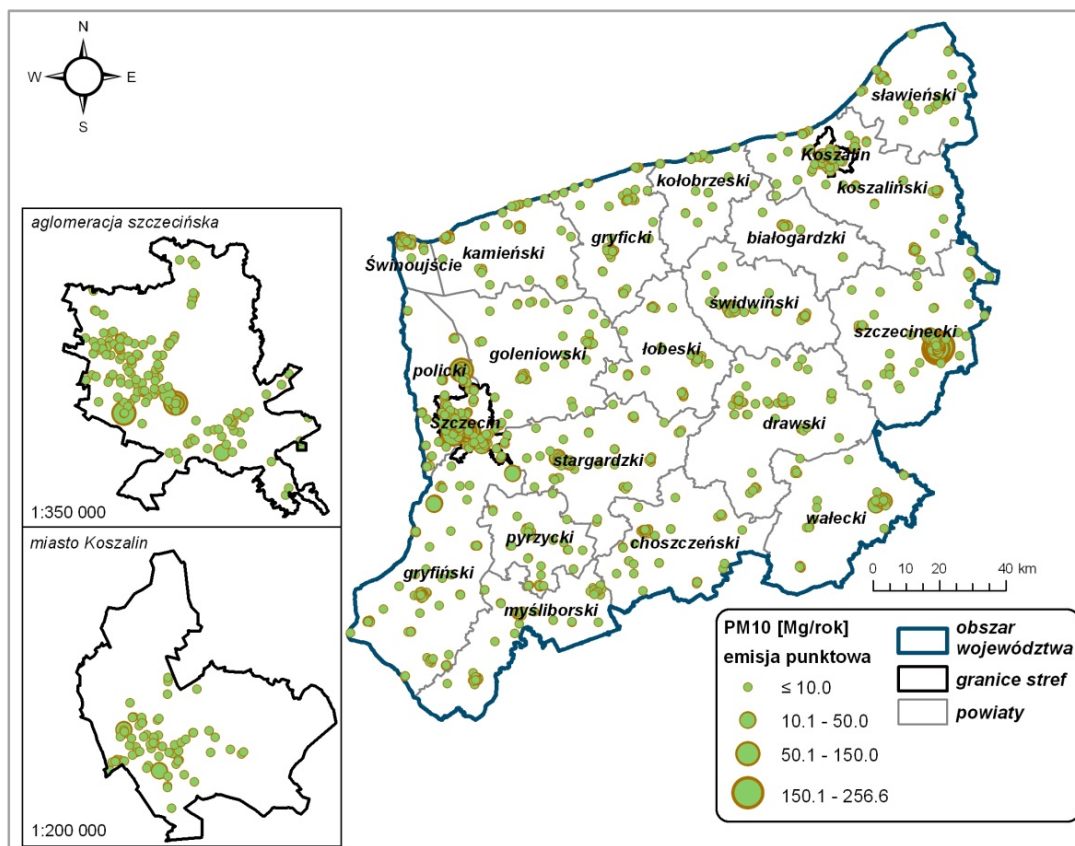 N
W
E
S
aglomeracja szczecińska
1:350 000
miasto Koszalin
1:200 000
sławieński
Koszalin
koszaliński
kołobrzeski
białogardzki
gryficki
kamieński
Świnoujście
świdwiński
szczecinecki
goleniowski
łobeski
policki
drawski
Szczecin
stargardzki
wałecki
pyrzycki
choszczeński
gryfiński
myśliborski
0 10 20 40 km
PM10 [Mg/rok]
emisja punktowa
≤ 10.0
10.1 - 50.0
50.1 - 150.0
150.1 - 256.6
obszar
województwa
granice stref
powiaty